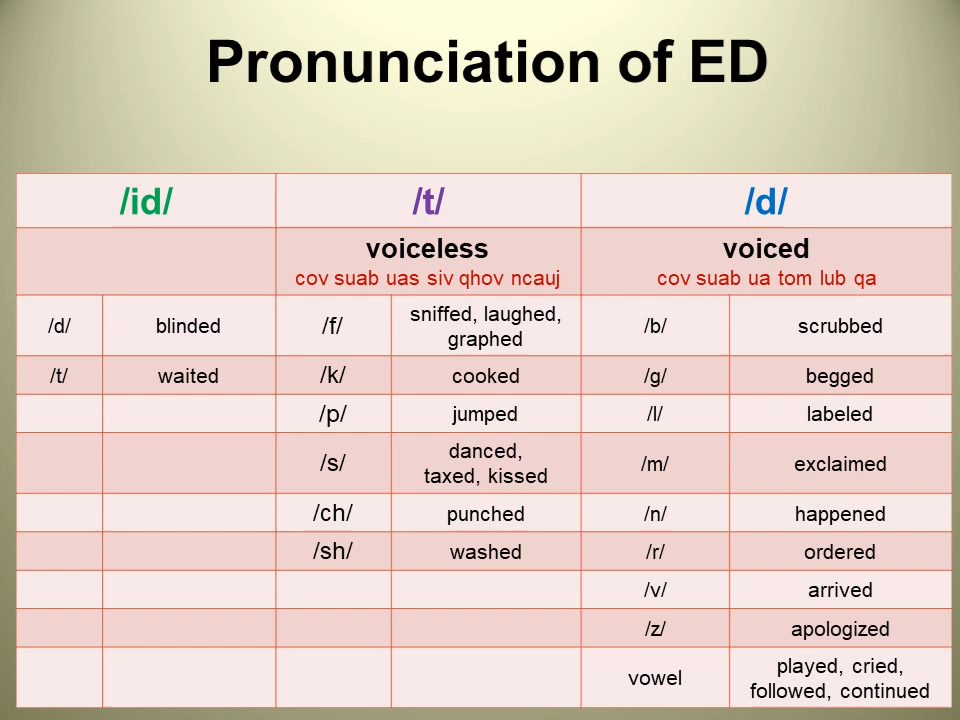 Pronunciation of ED
/id/ /t/ /d/
voiceless voiced
cov suab uas siv qhov ncauj cov suab ua tom lub qa
/d/ blinded /f/ sniffed, laughed, /b/ scrubbed
graphed
/t/ waited /k/ cooked /g/ begged
/p/ jumped /l/ labeled
/s/ danced, /m/ exclaimed
taxed, kissed
/ch/ punched /n/ happened
/sh/ washed /r/ ordered
/v/ arrived
/z/ apologized
vowel played, cried,
followed, continued